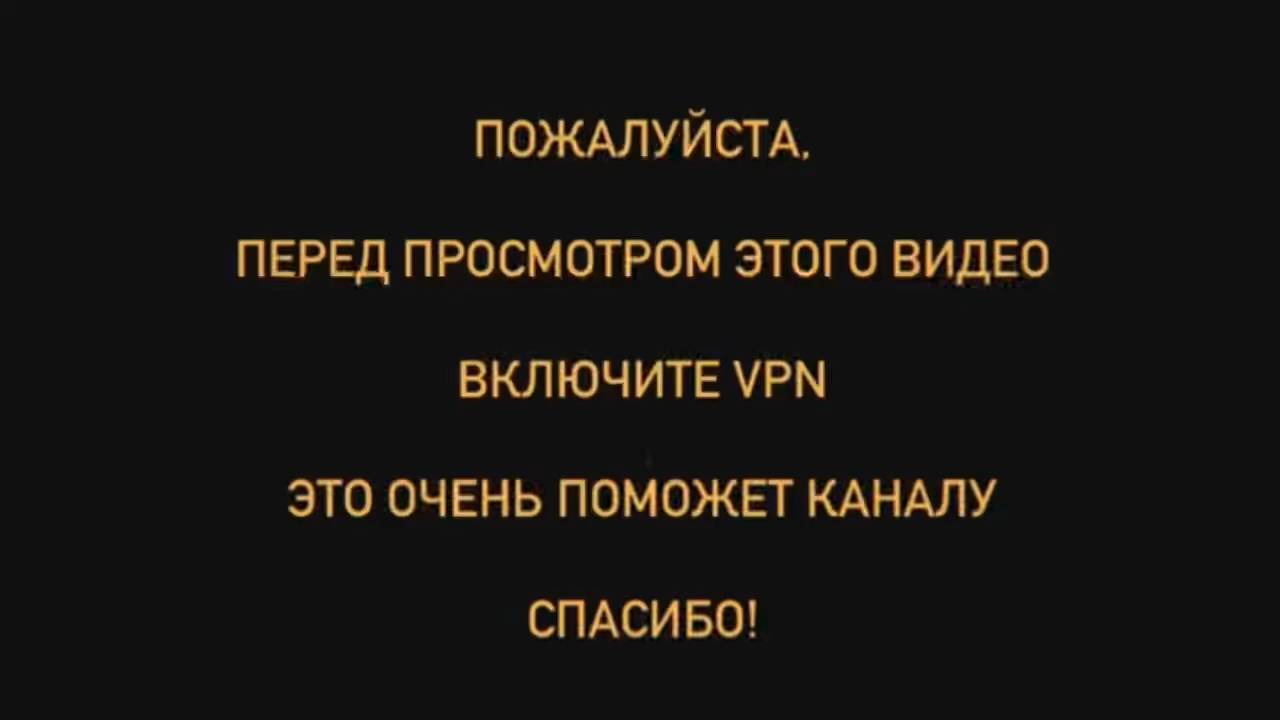 ПОЖАЛУЙСТА,
ПЕРЕД ПРОСМОТРОМ ЭТОГО ВИДЕО
ВКЛЮЧИТЕ VPN
ЭТО ОЧЕНЬ ПОМОЖЕТ КАНАЛУ
СПАСИБО!